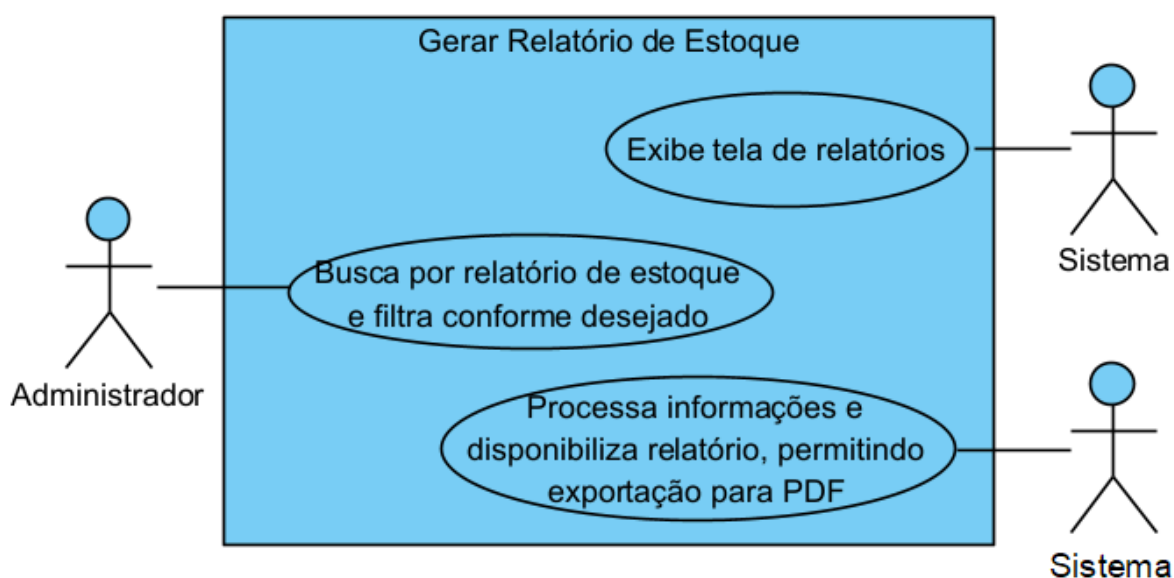 Gerar Relatório de Estoque
Exibe tela de relatórios
Sistema
Busca por relatório de estoque
e filtra conforme desejado
Administrador
Processa informações e
disponibiliza relatório, permitindo
exportação para PDF
Sistema